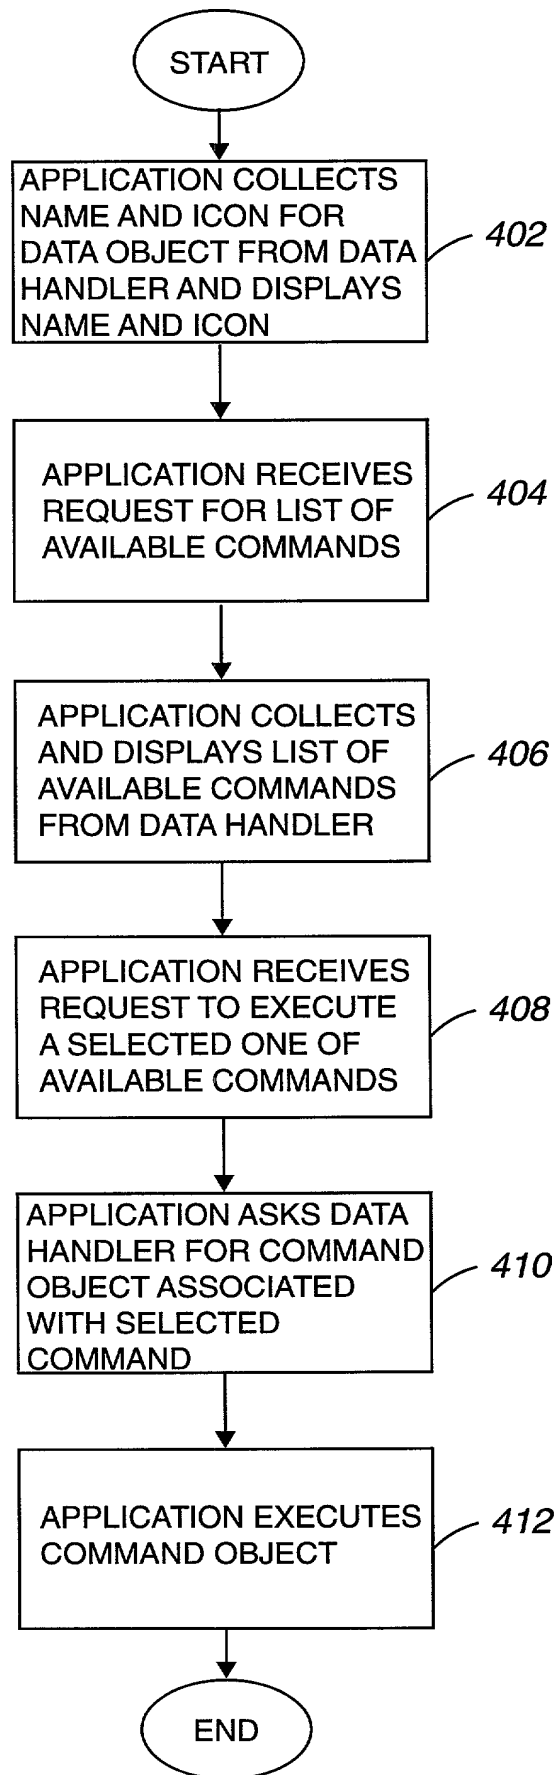 START
APPLICATION COLLECTS
NAME AND ICON FOR
DATA OBJECT FROM DATA
HANDLER AND DISPLAYS
NAME AND ICON
402
APPLICATION RECEIVES
REQUEST FOR LIST OF
AVAILABLE COMMANDS
404
APPLICATION COLLECTS
AND DISPLAYS LIST OF
AVAILABLE COMMANDS
FROM DATA HANDLER
406
APPLICATION RECEIVES
REQUEST TO EXECUTE
A SELECTED ONE OF
AVAILABLE COMMANDS
408
APPLICATION ASKS DATA
HANDLER FOR COMMAND
OBJECT ASSOCIATED
WITH SELECTED
COMMAND
410
APPLICATION EXECUTES
COMMAND OBJECT
412
END